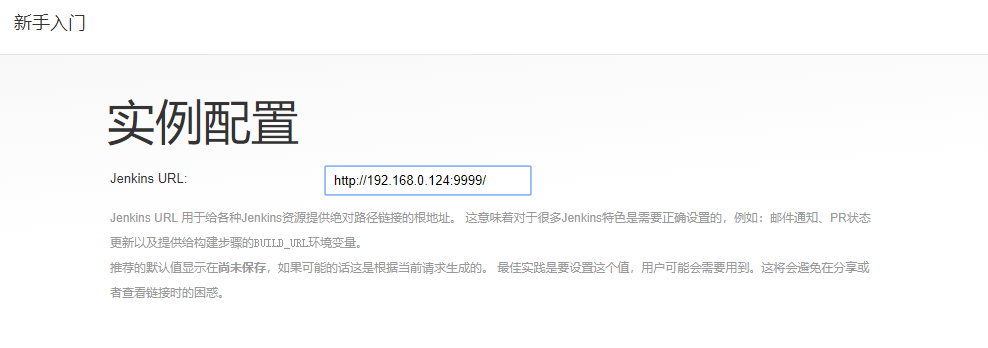 新手入门
实例配置
Jenkins URL: http://192.168.0.124:9999/
Jenkins URL 用于给各种Jenkins资源提供绝对路径链接的根地址。 这意味着对于很多Jenkins特色是需要正确设置的，例如：邮件通知、PR状态
更新以及提供给构建步骤的BUILD_URL环境变量。
推荐的默认值显示在尚未保存，如果可能的话这是根据当前请求生成的。 最佳实践是要设置这个值，用户可能会需要用到。这将会避免在分享或
者查看链接时的困惑。